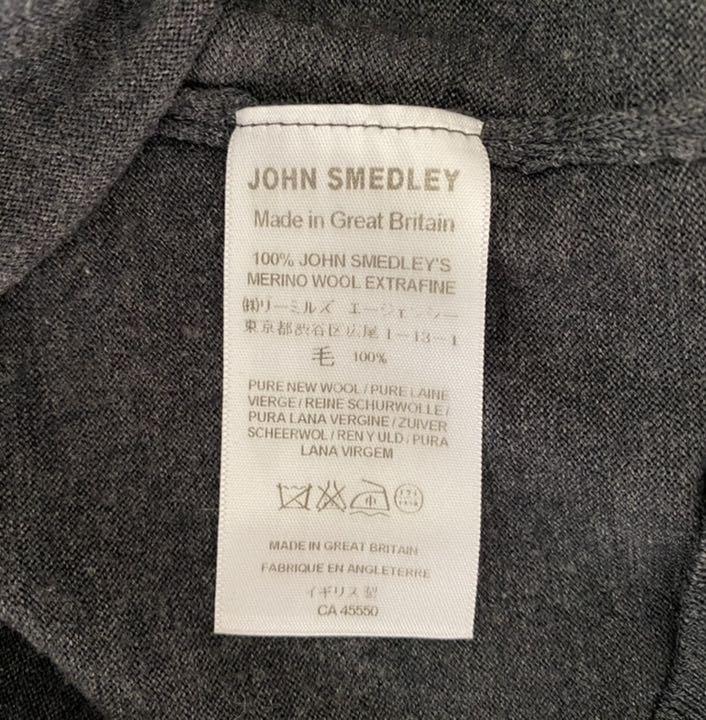 JOHN SMEDLEY
Made in Great Britain
100% JOHN SMEDLEY'S
MERINO WOOL EXTRAFINE
㈱リーミルズ エージェンシー
東京都渋谷区広尾 1-13-1
毛 100%
PURE NEW WOOL / PURE LAINE
VIERGE / REINE SCHURWOLLE /
PURA LANA VERGINE / ZUIVER
SCHEERWOL / REN Y ULD / PURA
LANA VIRGEM
中
MADE IN GREAT BRITAIN
FABRIQUE EN ANGLETERRE
イギリス製
CA 45550